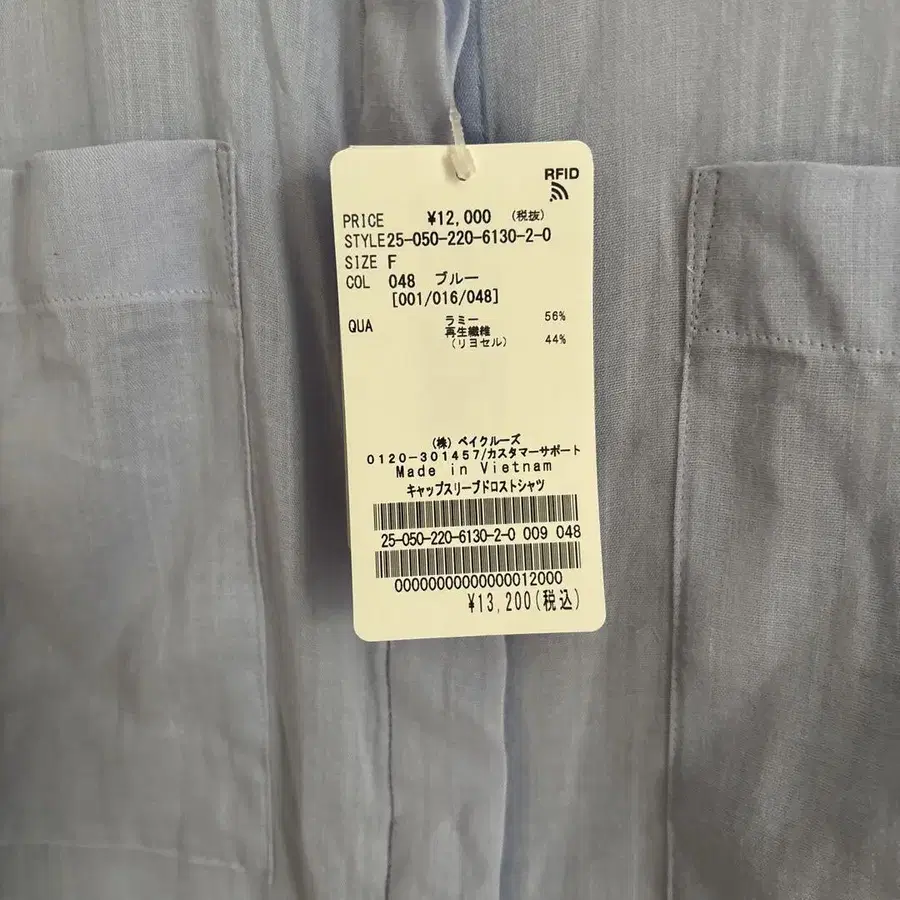 RFID
PRICE ¥12,000 (税抜)
STYLE25-050-220-6130-2-0
SIZE F
COL 048 ブルー
[001/016/048]
QUA ラミー 56%
再生繊維
(リヨセル) 44%
(株) ベイクルーズ
0120-301457/カスタマーサポート
Made in Vietnam
キャップスリーブドロストシャツ
25-050-220-6130-2-0 009 048
00000000000000012000
¥13,200(税込)